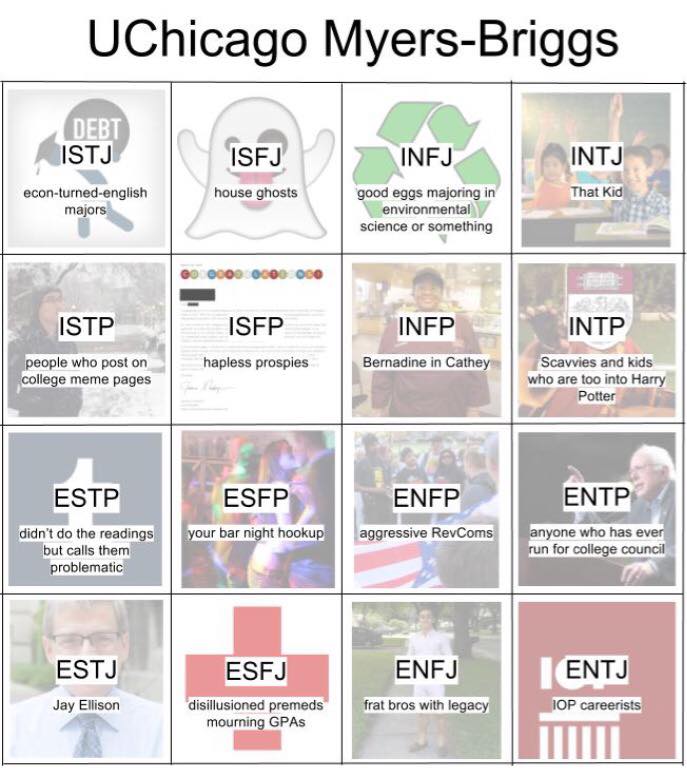 UChicago Myers-Briggs
DEBT
ISTJ
econ-turned-english
majors
ISFJ
house ghosts
INFJ
good eggs majoring in
environmental
science or something
INTJ
That Kid
ISTP
people who post on
college meme pages
CONGRATULATIONS!
ISFP
hapless prospies
INFP
Bernadine in Cathey
INTP
Scavvies and kids
who are too into Harry
Potter
1
ESTP
didn't do the readings
but calls them
problematic
ESFP
your bar night hookup
ENFP
aggressive RevComs
ENTP
anyone who has ever
run for college council
ESTJ
Jay Ellison
ESFJ
disillusioned premeds
mourning GPAs
ENFJ
frat bros with legacy
ENTJ
IOP careerists